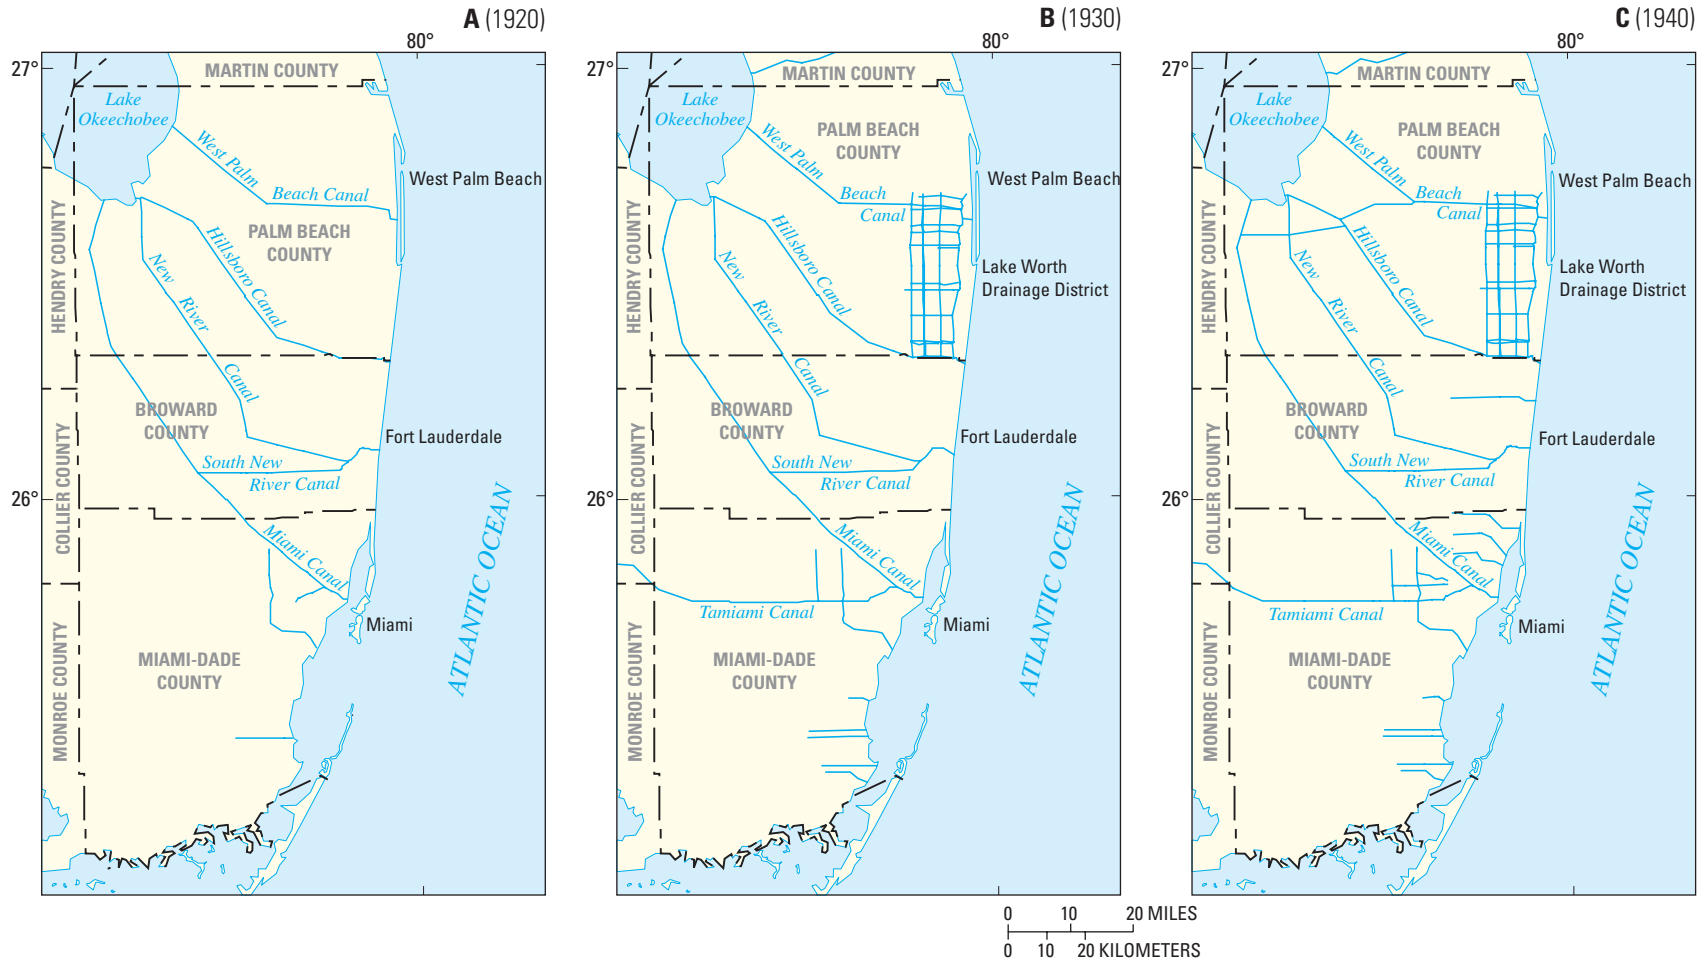 A (1920)
80°
27°
MARTIN COUNTY
Lake
Okeechobee
West Palm
Beach Canal
West Palm Beach
HENDRY COUNTY
PALM BEACH
COUNTY
Hillsboro Canal
New
River
Canal
BROWARD
COUNTY
COLLIER COUNTY
Fort Lauderdale
South New
River Canal
26°
Miami Canal
ATLANTIC OCEAN
Miami
MONROE COUNTY
MIAMI-DADE
COUNTY
B (1930)
80°
27°
MARTIN COUNTY
Lake
Okeechobee
PALM BEACH
COUNTY
West Palm
Beach
Canal
West Palm Beach
HENDRY COUNTY
Hillsboro Canal
New
River
Canal
Lake Worth
Drainage District
BROWARD
COUNTY
COLLIER COUNTY
Fort Lauderdale
South New
River Canal
26°
Miami Canal
ATLANTIC OCEAN
Tamiami Canal
Miami
MONROE COUNTY
MIAMI-DADE
COUNTY
C (1940)
80°
27°
MARTIN COUNTY
Lake
Okeechobee
PALM BEACH
COUNTY
West Palm
Beach
Canal
West Palm Beach
HENDRY COUNTY
Hillsboro Canal
New
River
Canal
Lake Worth
Drainage District
BROWARD
COUNTY
COLLIER COUNTY
Fort Lauderdale
South New
River Canal
26°
Miami Canal
ATLANTIC OCEAN
Tamiami Canal
Miami
MONROE COUNTY
MIAMI-DADE
COUNTY
0 10 20 MILES
0 10 20 KILOMETERS